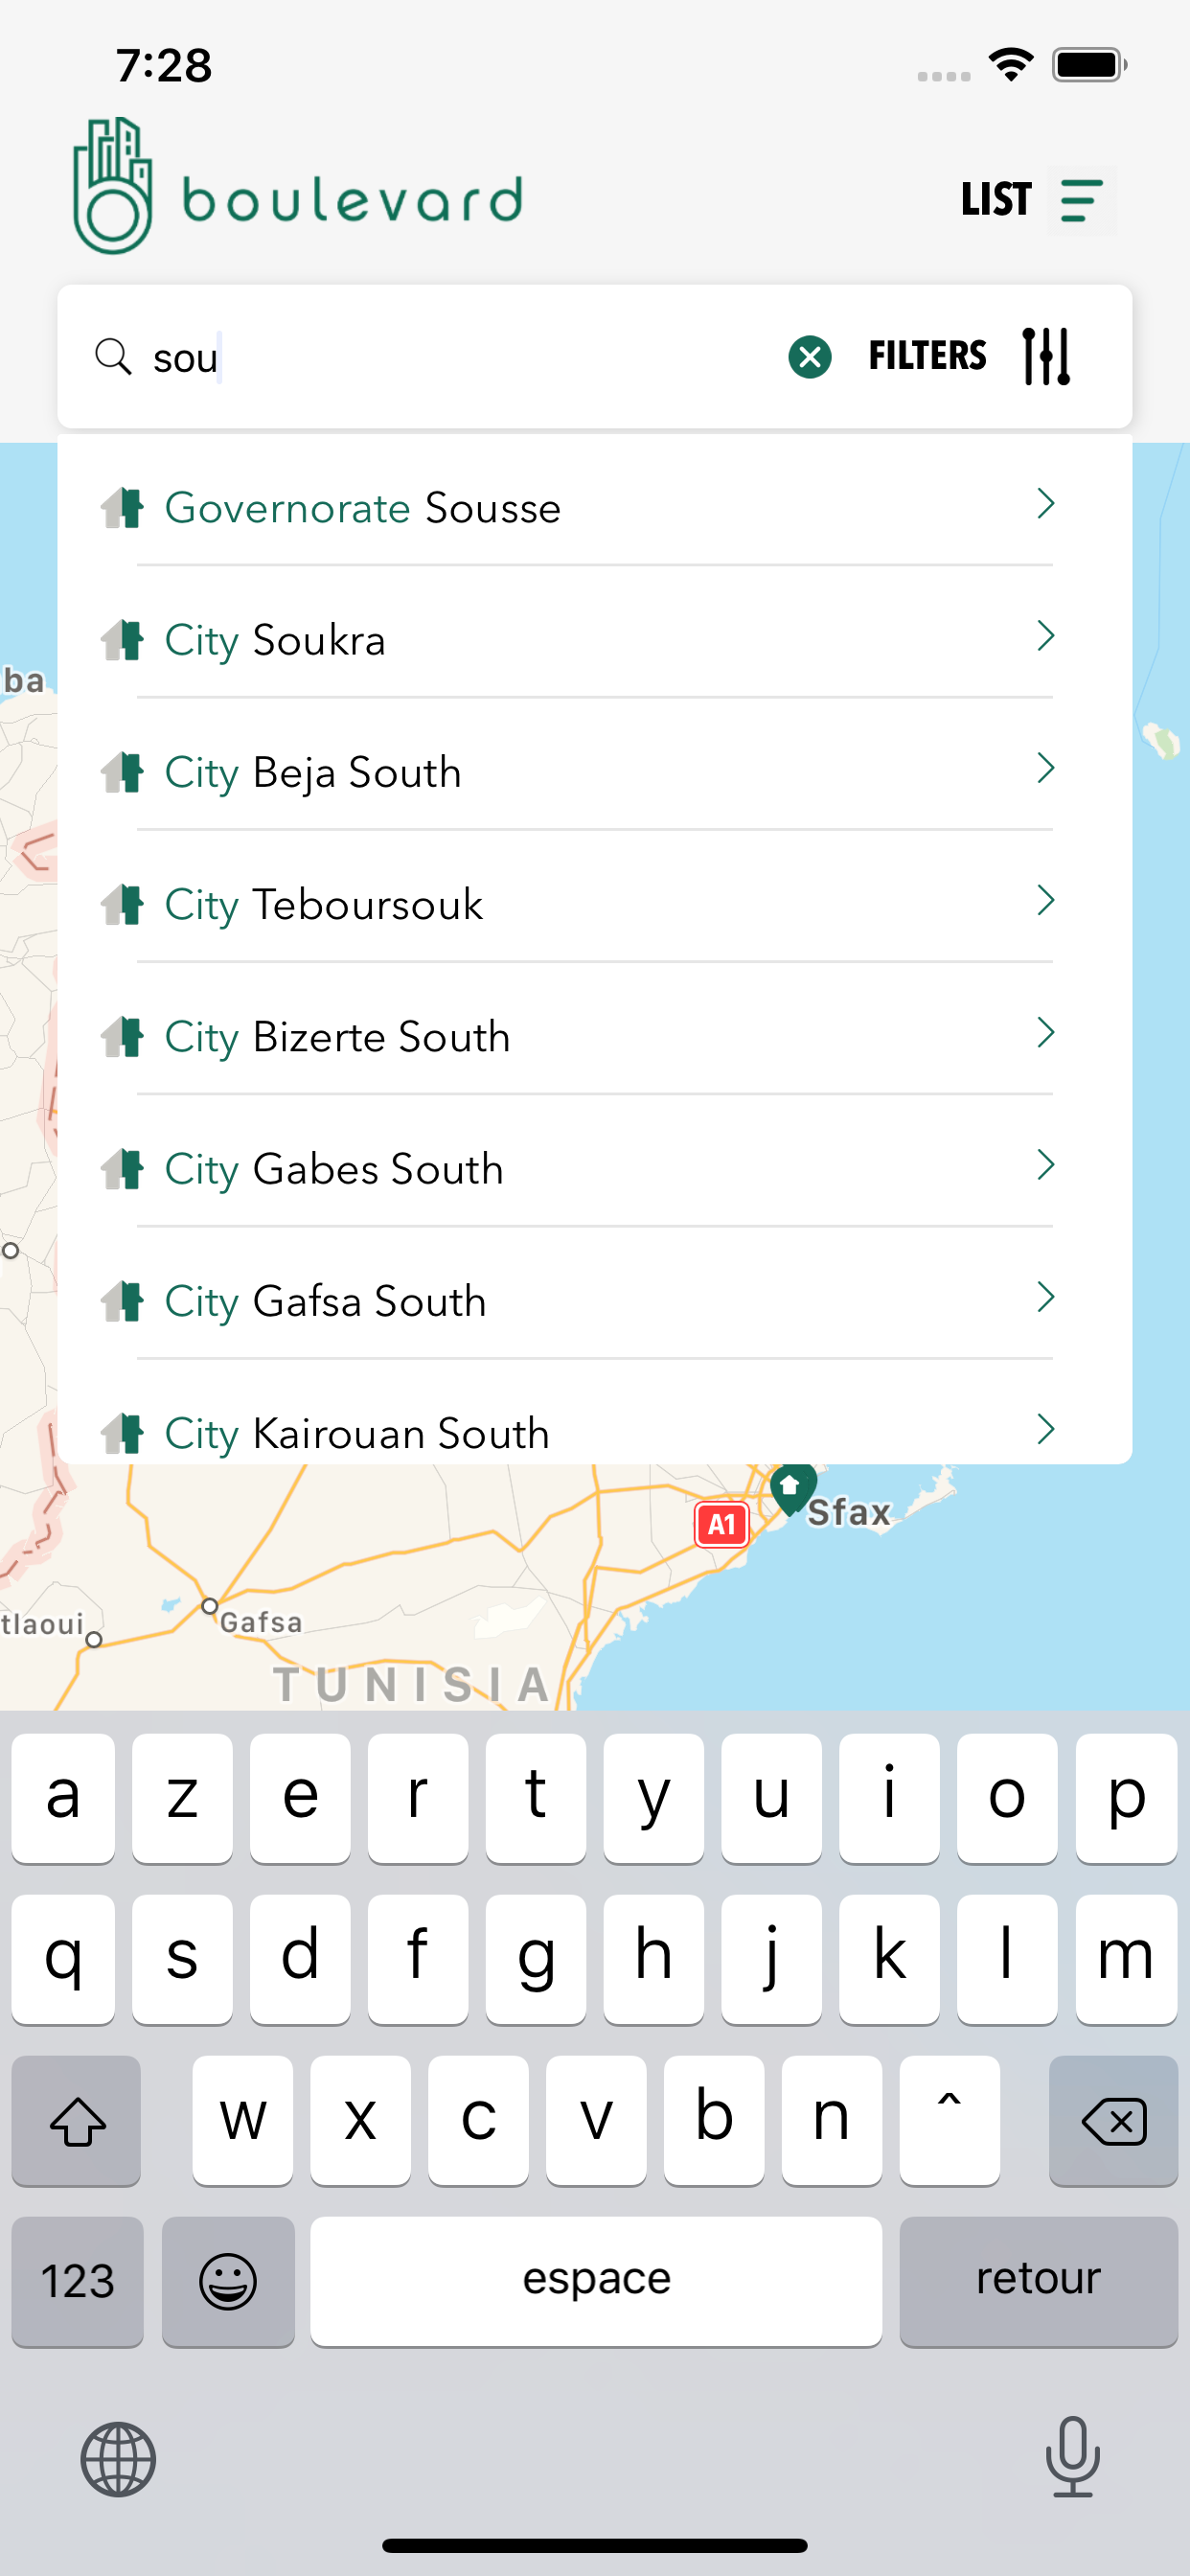 7:28
boulevard
LIST
sou
FILTERS
Governorate Sousse
City Soukra
City Beja South
City Teboursouk
City Bizerte South
City Gabes South
City Gafsa South
City Kairouan South
ba
A1
Sfax
tlaoui
Gafsa
TUNISIA
a z e r t y u i o p
q s d f g h j k l m
w x c v b n ^
123
espace
retour